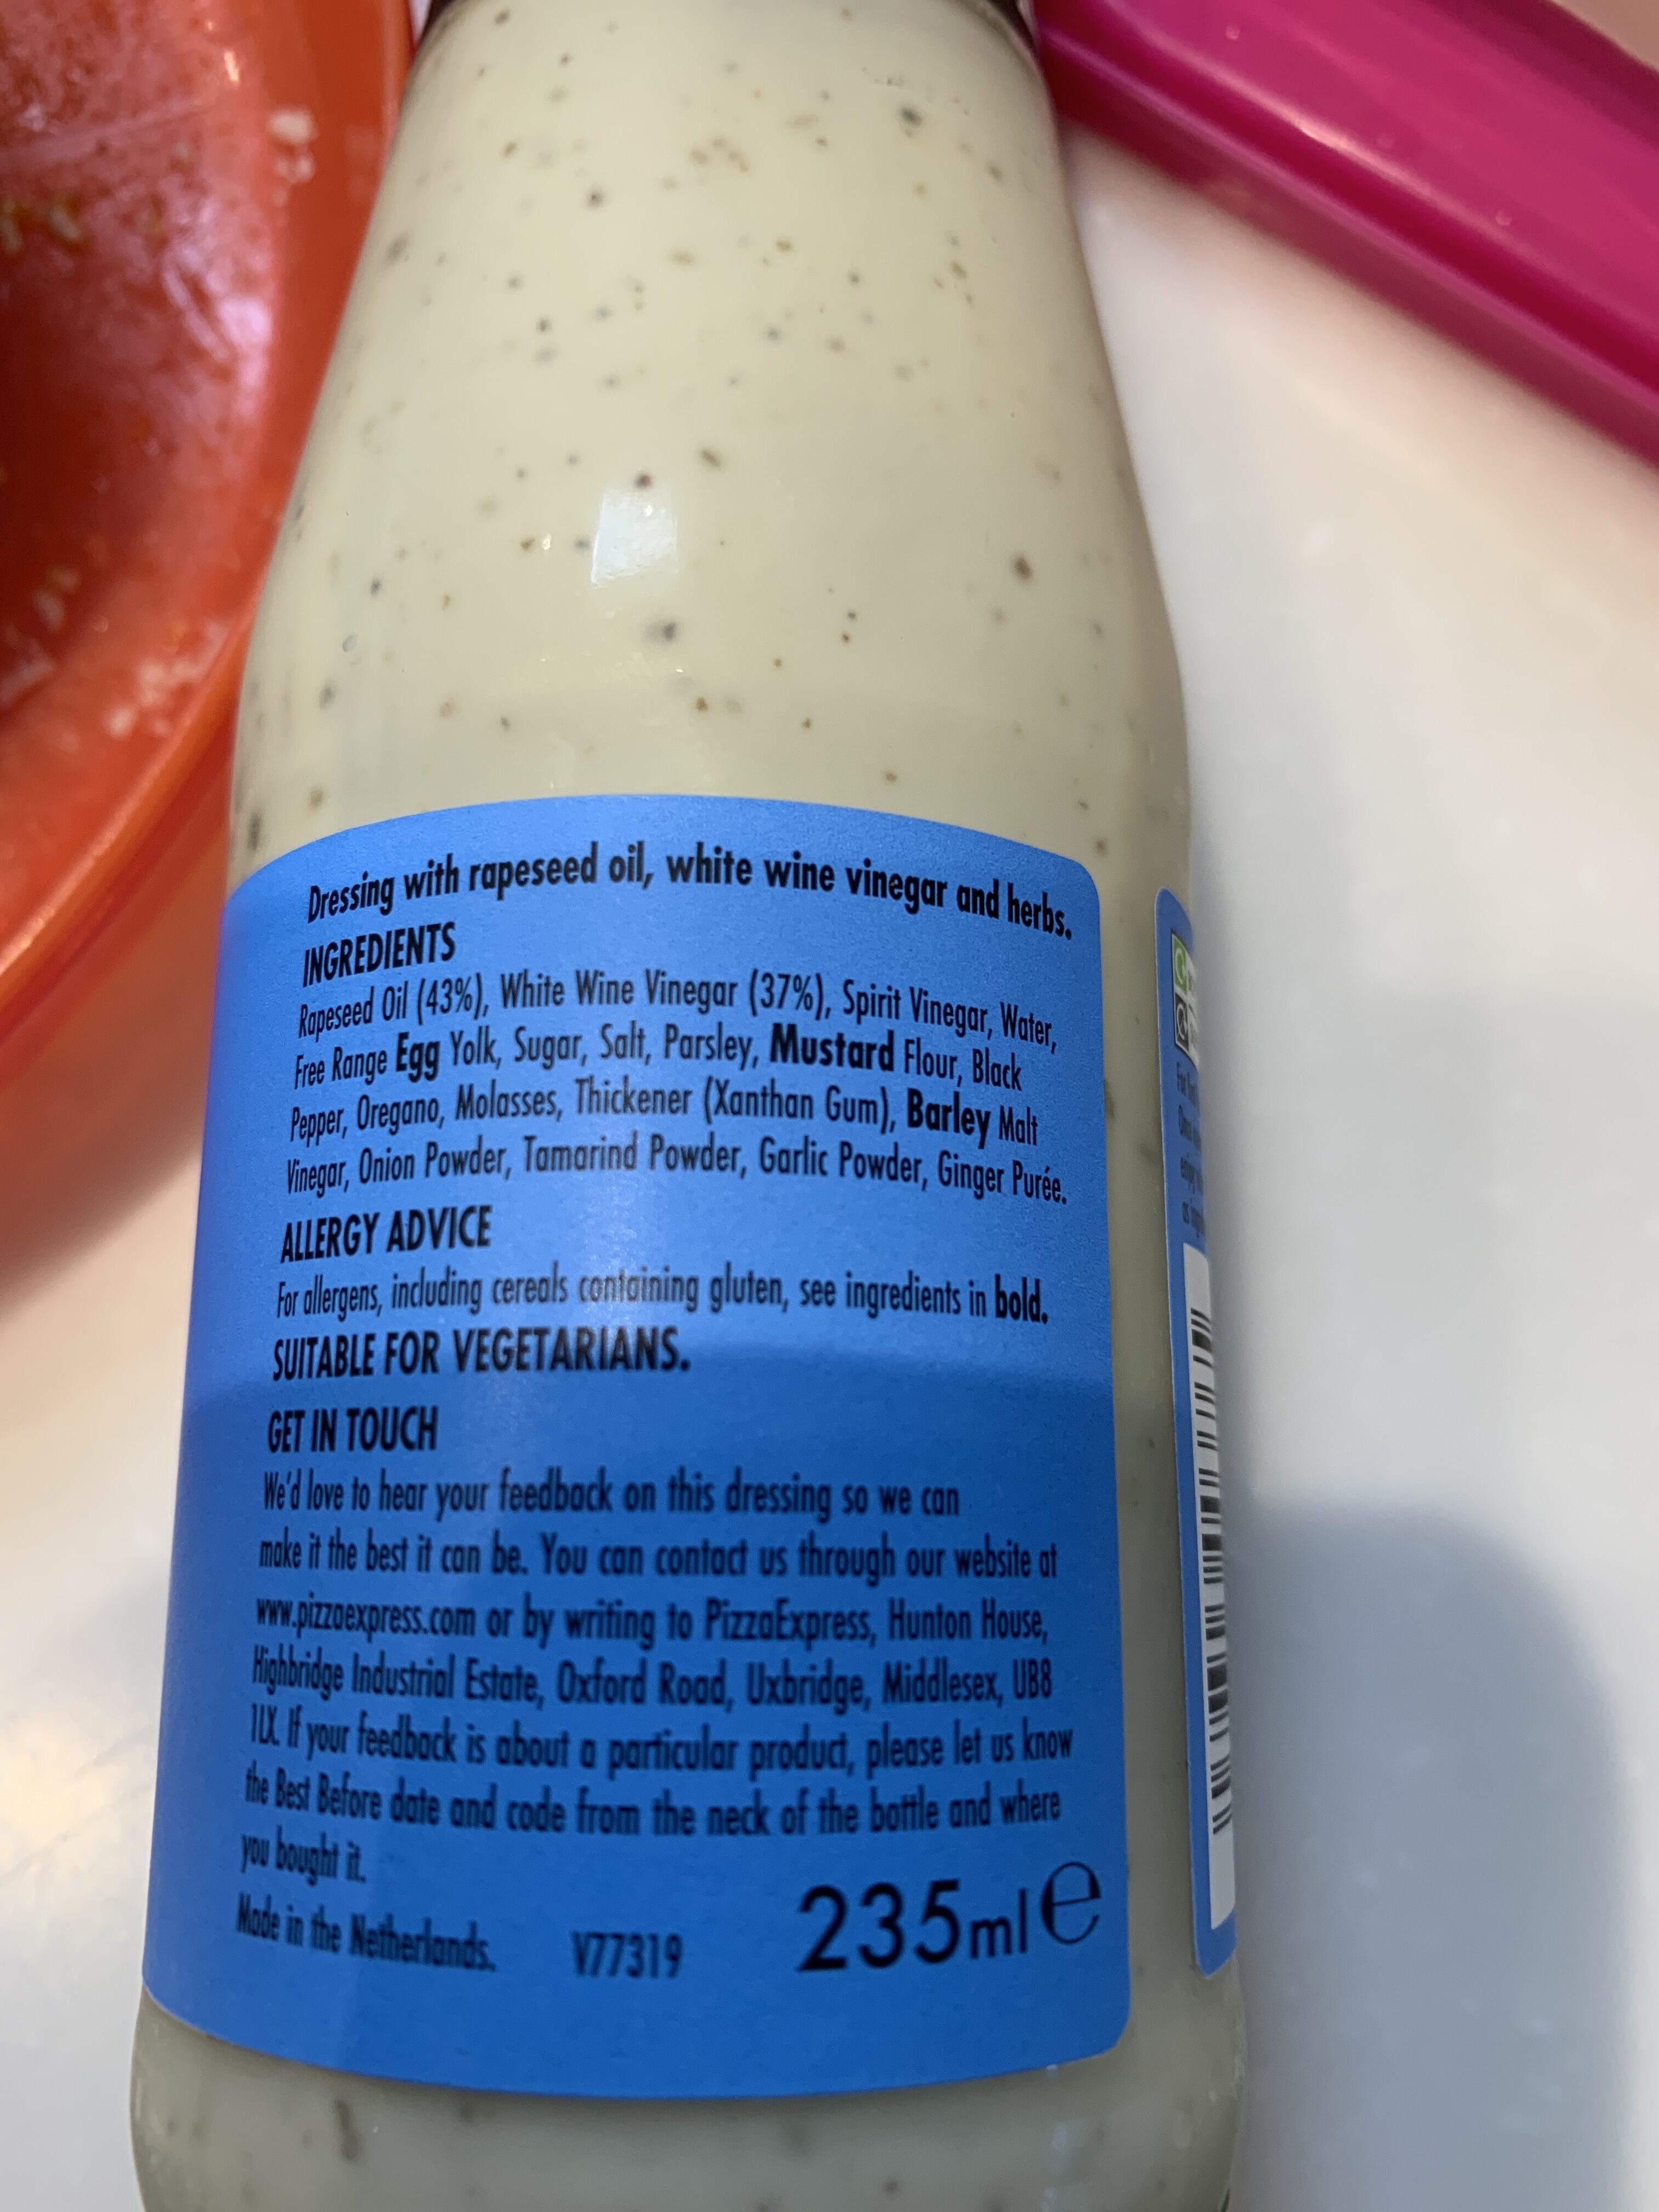 Dressing with rapeseed oil, white wine vinegar and herbs.
INGREDIENTS
Rapeseed Oil (43%), White Wine Vinegar (37%), Spirit Vinegar, Water,
Free Range Egg Yolk, Sugar, Salt, Parsley, Mustard Flour, Black
Pepper, Oregano, Molasses, Thickener (Xanthan Gum), Barley Malt
Vinegar, Onion Powder, Tamarind Powder, Garlic Powder, Ginger Purée.
ALLERGY ADVICE
For allergens, including cereals containing gluten, see ingredients in bold.
SUITABLE FOR VEGETARIANS.
GET IN TOUCH
We'd love to hear your feedback on this dressing so we can
make it the best it can be. You can contact us through our website at
www.pizzaexpress.com or by writing to PizzaExpress, Hunton House,
Highbridge Industrial Estate, Oxford Road, Uxbridge, Middlesex, UB8
1LX. If your feedback is about a particular product, please let us know
the Best Before date and code from the neck of the bottle and where
you bought it.
Made in the Netherlands. V77319 235ml e